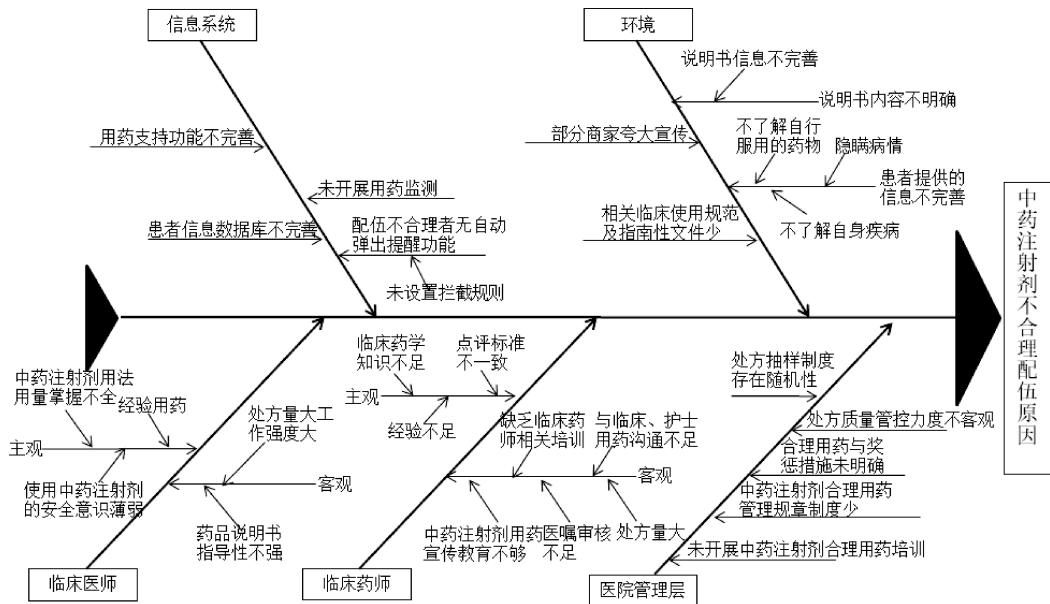 信息系统
环境
说明书信息不完善
说明书内容不明确
用药支持功能不完善
部分商家夸大宣传
不了解自行
服用的药物
隐瞒病情
患者提供的
信息不完善
未开展用药监测
患者信息数据库不完善
配伍不合理者无自动
弹出提醒功能
相关临床使用规范
及指南性文件少
不了解自身疾病
未设置拦截规则
中药注射剂不合理配伍原因
临床药学
知识不足
点评标准
不一致
处方抽样制度
存在随机性
中药注射剂用法
用量掌握不全
经验用药
主观
处方量大工
作强度大
主观
经验不足
缺乏临床药
师相关培训
与临床、护士
用药沟通不足
处方质量管控力度不客观
合理用药与奖
惩措施未明确
使用中药注射剂
的安全意识薄弱
客观
客观
中药注射剂合理用药
管理规章制度少
药品说明书
指导性不强
中药注射剂用药
宣传教育不够
医嘱审核
不足
处方量大
未开展中药注射剂合理用药培训
临床医师
临床药师
医院管理层